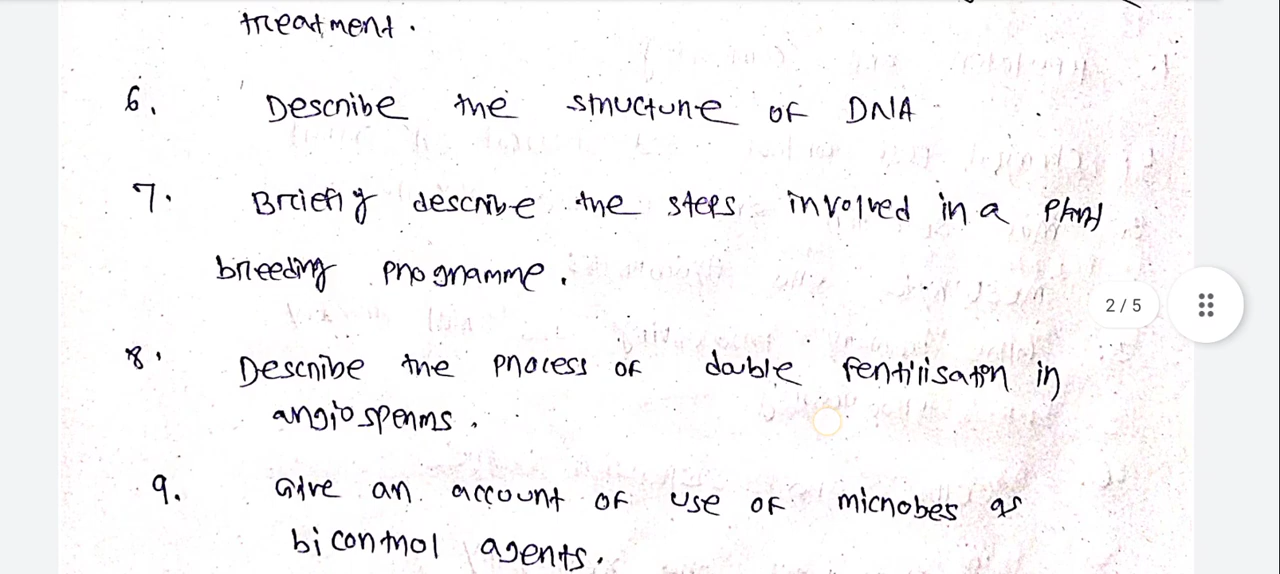 treatment.
6. Describe the structure of DNA
7. Briefly describe the steps involved in a plant
breeding programme.
8. Describe the process of double fertilisation in
angiosperms.
9. Give an account of use of microbes as
bicontrol agents.
2 / 5